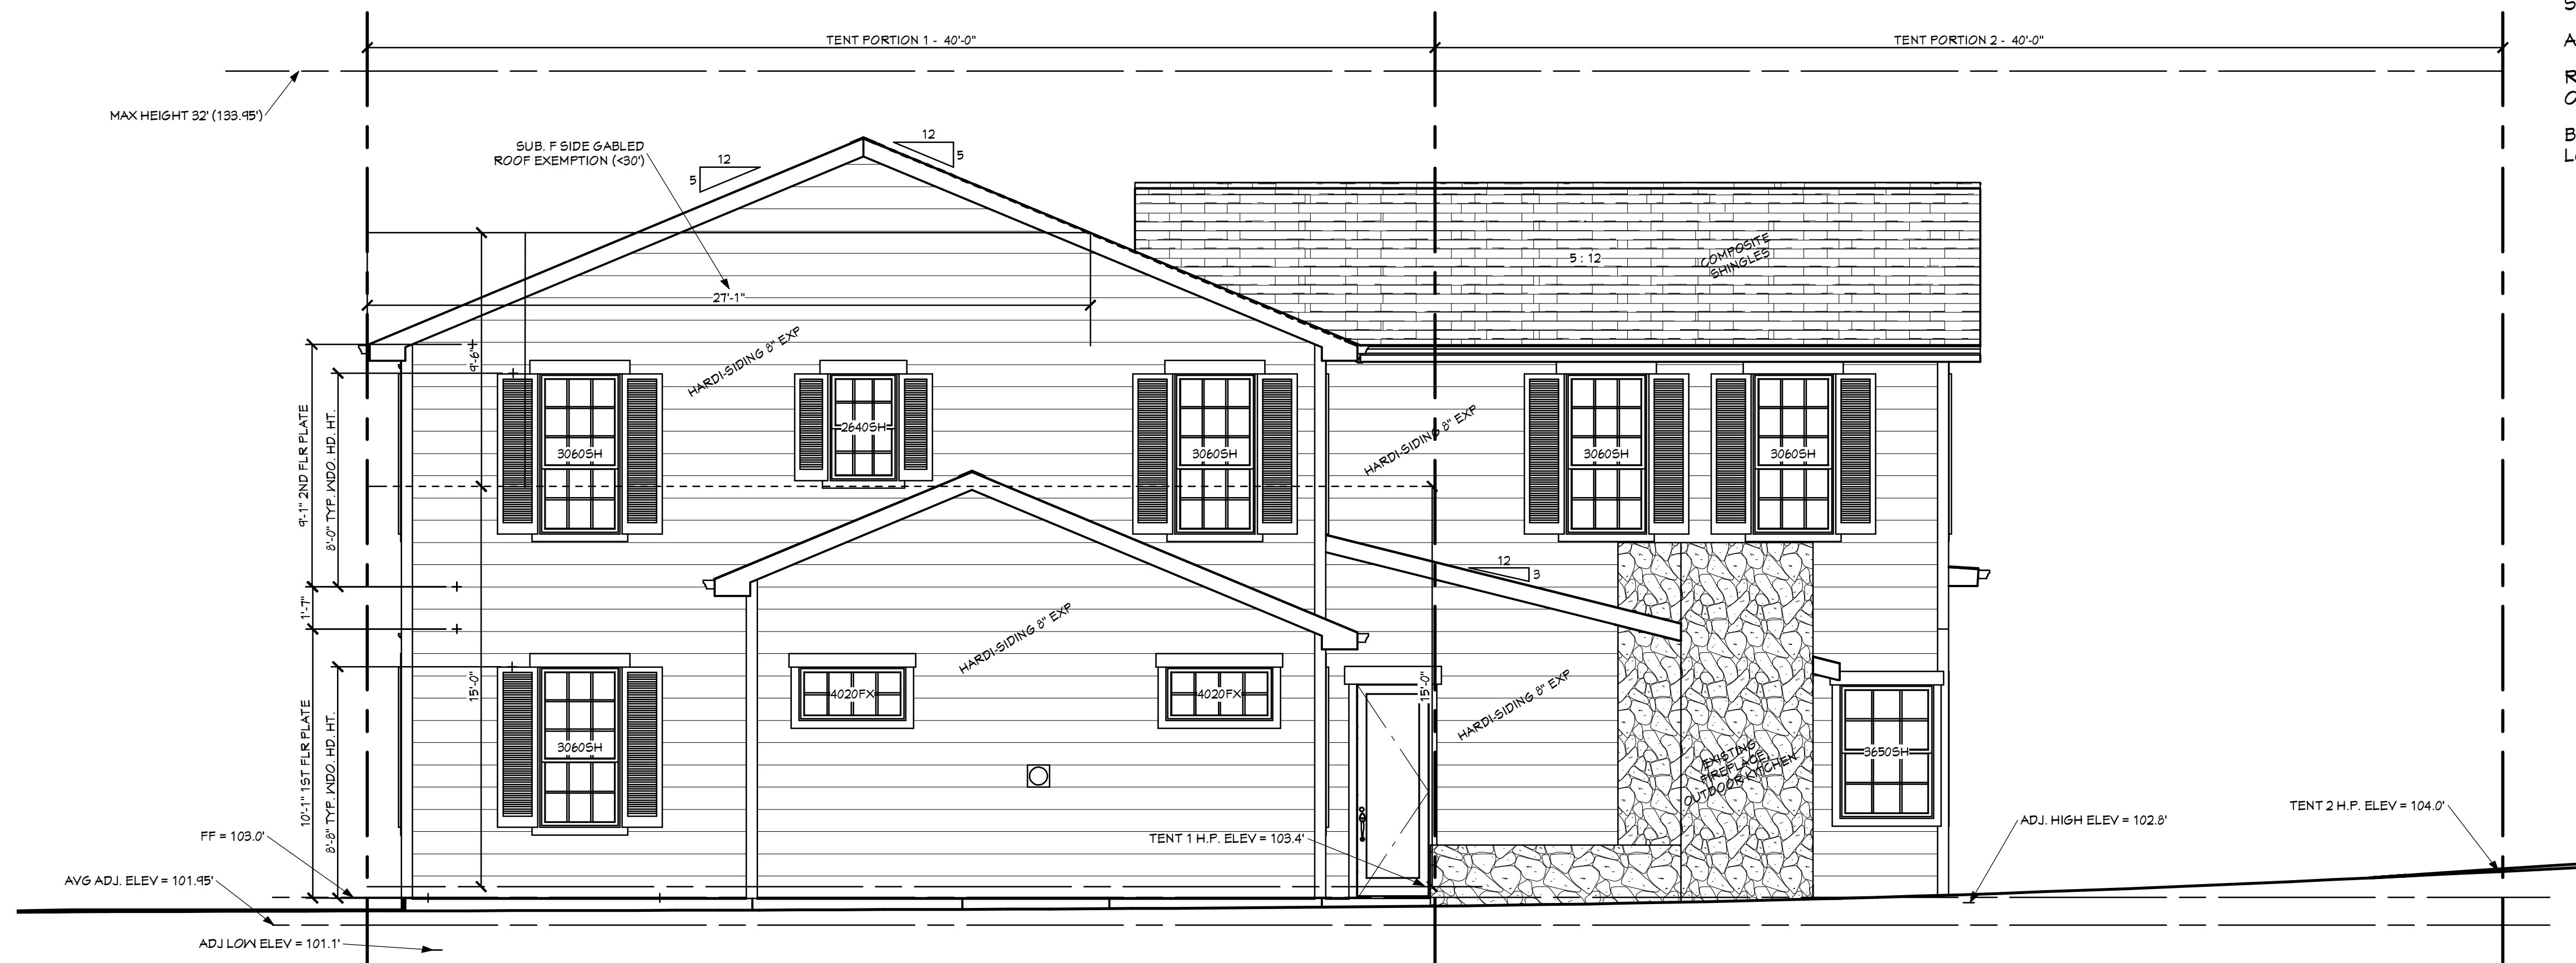 TENT PORTION 1 - 40'-0"
TENT PORTION 2 - 40'-0"
MAX HEIGHT 32' (133.95')
SUB. F SIDE GABLED
ROOF EXEMPTION (<30')
12
5
12
5
27'-1"
9'-6"
COMPOSITE
SHINGLES
5 : 12
HARDI-SIDING 8" EXP
HARDI-SIDING 8" EXP
9'-1" 2ND FLR PLATE
8'-0" TYP. WDO. HD. HT.
3060SH
2640SH
3060SH
3060SH
3060SH
12
3
1'-7"
HARDI-SIDING 8" EXP
HARDI-SIDING 8" EXP
15'-0"
15'-0"
10'-1" 1ST FLR PLATE
8'-8" TYP. WDO. HD. HT.
4020FX
4020FX
3060SH
3650SH
EXISTING
FIREPLACE/
OUTDOOR KITCHEN
FF = 103.0'
TENT 1 H.P. ELEV = 103.4'
ADJ. HIGH ELEV = 102.8'
TENT 2 H.P. ELEV = 104.0'
AVG ADJ. ELEV = 101.95'
ADJ LOW ELEV = 101.1'